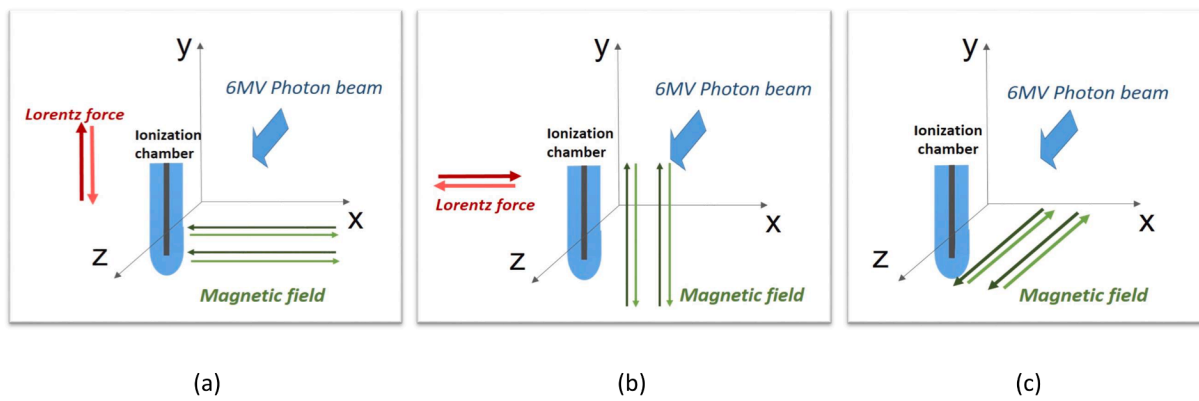 y
6MV Photon beam
Lorentz force
Ionization
chamber
x
z
Magnetic field
(a)
y
6MV Photon beam
Ionization
chamber
Lorentz force
x
z
Magnetic field
(b)
y
6MV Photon beam
Ionization
chamber
x
z
Magnetic field
(c)